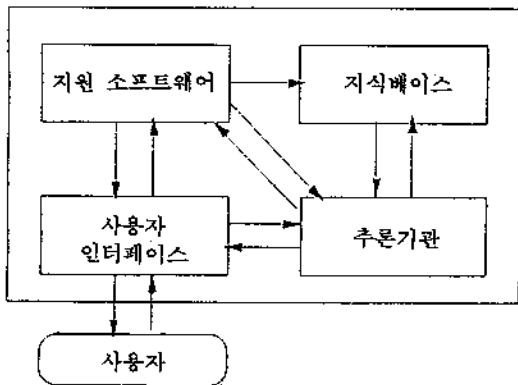 지원 소프트웨어
지식베이스
사용자
인터페이스
추론기관
사용자